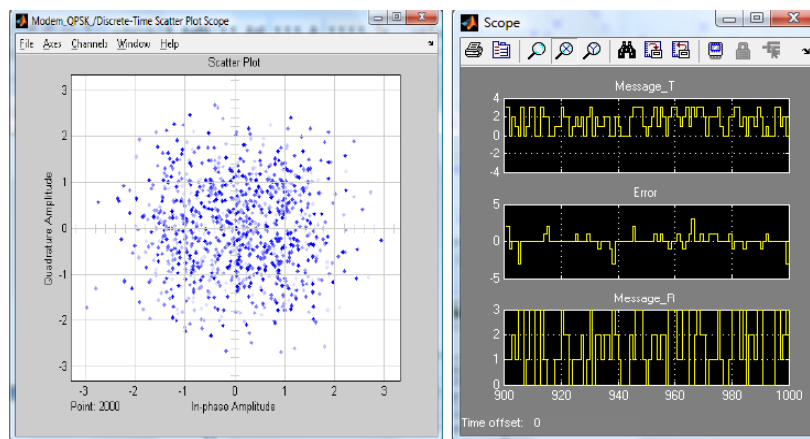 Modem_QPSK_/Discrete-Time Scatter Plot Scope
File Axes Channels Window Help
Scatter Plot
3
2
1
0
-1
-2
-3
Quadrature Amplitude
-3 -2 -1 0 1 2 3
Point: 2000
In-phase Amplitude
Scope
Message_T
4
2
0
-2
-4
Error
5
0
-5
Message_R
3
2
1
0
900 920 940 960 980 1000
Time offset: 0